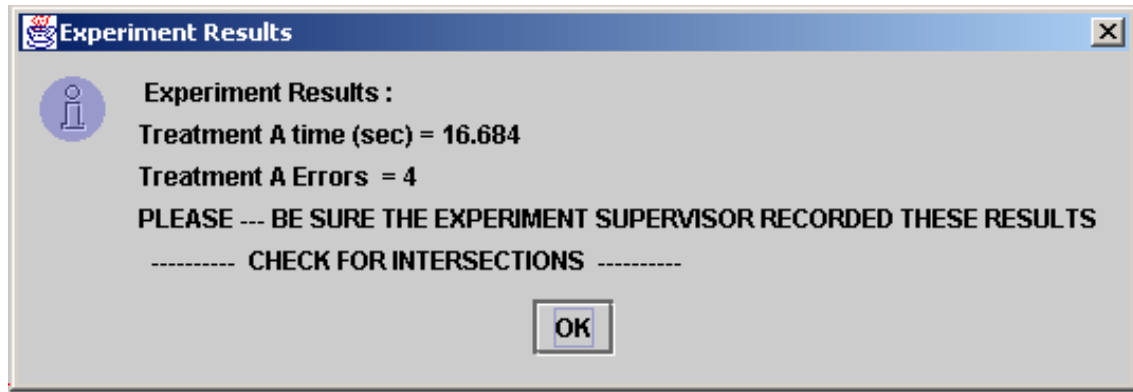 Experiment Results
Experiment Results :
Treatment A time (sec) = 16.684
Treatment A Errors = 4
PLEASE --- BE SURE THE EXPERIMENT SUPERVISOR RECORDED THESE RESULTS
---------- CHECK FOR INTERSECTIONS ----------
OK